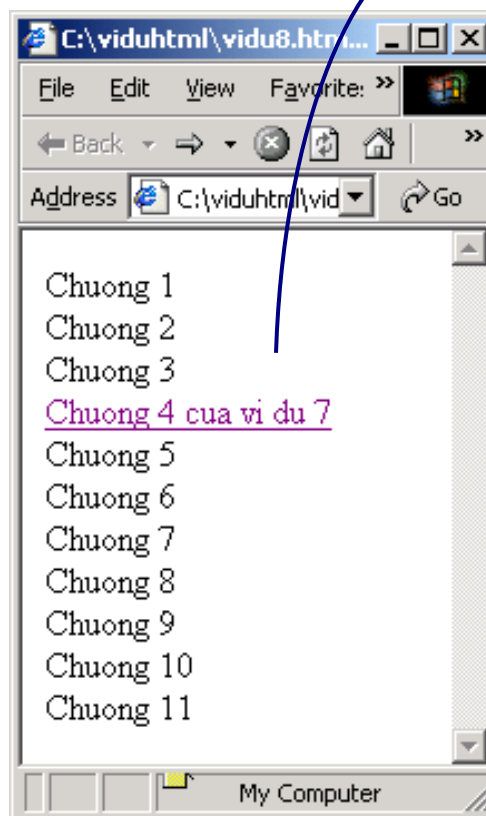 C:\viduhtml\vidu8.htm...
File Edit View Favorites »
Back »
Address C:\viduhtml\vid Go
Chuong 1
Chuong 2
Chuong 3
Chuong 4 cua vi du 7
Chuong 5
Chuong 6
Chuong 7
Chuong 8
Chuong 9
Chuong 10
Chuong 11
My Computer